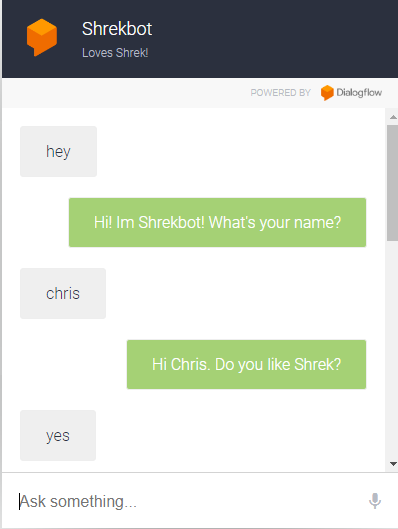 Shrekbot
Loves Shrek!
POWERED BY Dialogflow
hey
Hi! Im Shrekbot! What's your name?
chris
Hi Chris. Do you like Shrek?
yes
Ask something...